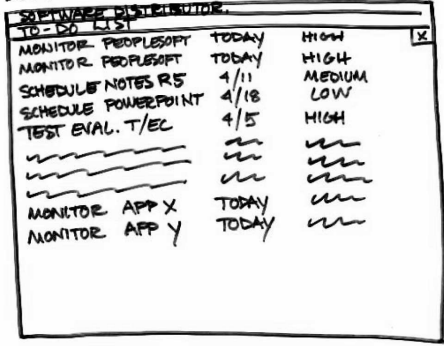 SOFTWARE DISTRIBUTOR.
TO-DO LIST X
MONITOR PEOPLESOFT TODAY HIGH
MONITOR PEOPLESOFT TODAY HIGH
SCHEDULE NOTES R5 4/11 MEDIUM
SCHEDULE POWERPOINT 4/18 LOW
TEST EVAL. T/EC 4/5 HIGH
MONITOR APP X TODAY
MONITOR APP Y TODAY